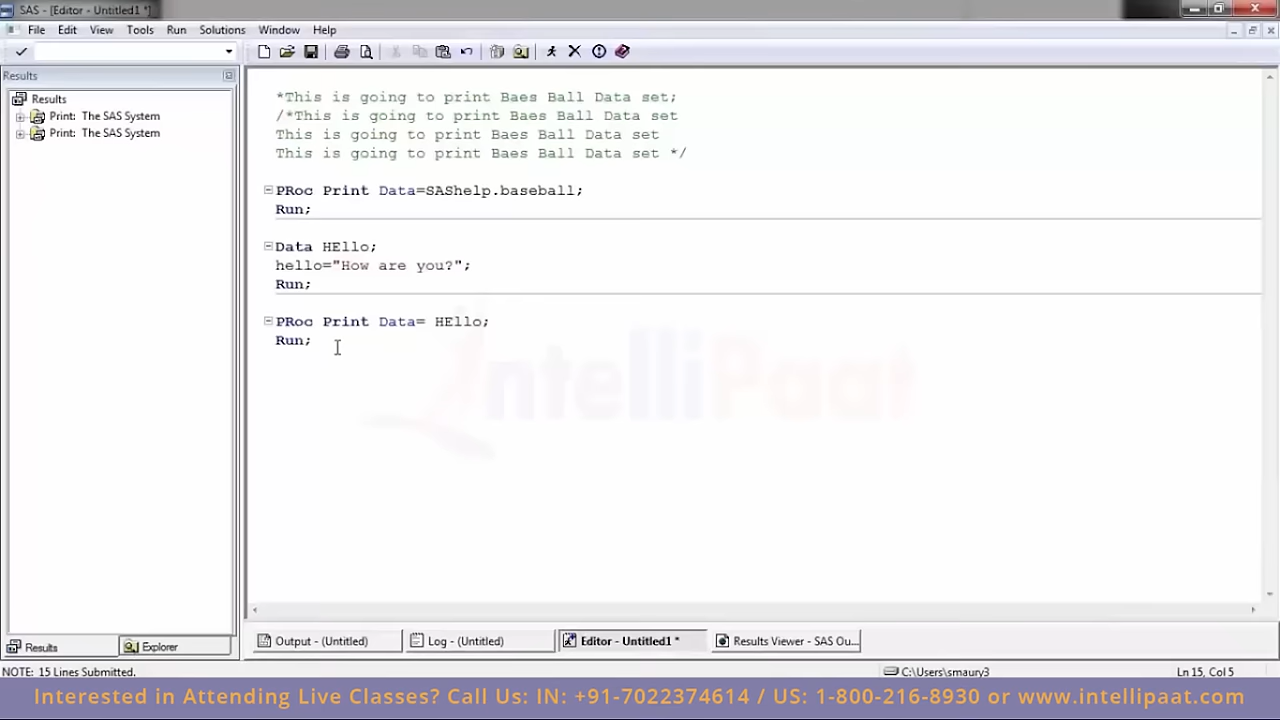 SAS - [Editor - Untitled1 *]
File Edit View Tools Run Solutions Window Help
Results
Results
Print: The SAS System
Print: The SAS System
*This is going to print Baes Ball Data set;
/*This is going to print Baes Ball Data set
This is going to print Baes Ball Data set
This is going to print Baes Ball Data set */
PRoc Print Data=SAShelp.baseball;
Run;
Data HEllo;
hello="How are you?";
Run;
PRoc Print Data= HEllo;
Run;
IntelliPaat
Results Explorer
Output - (Untitled) Log - (Untitled) Editor - Untitled1 * Results Viewer - SAS Ou...
NOTE: 15 Lines Submitted. C:\Users\smaury3 Ln 15, Col 5
Interested in Attending Live Classes? Call Us: IN: +91-7022374614 / US: 1-800-216-8930 or www.intellipaat.com